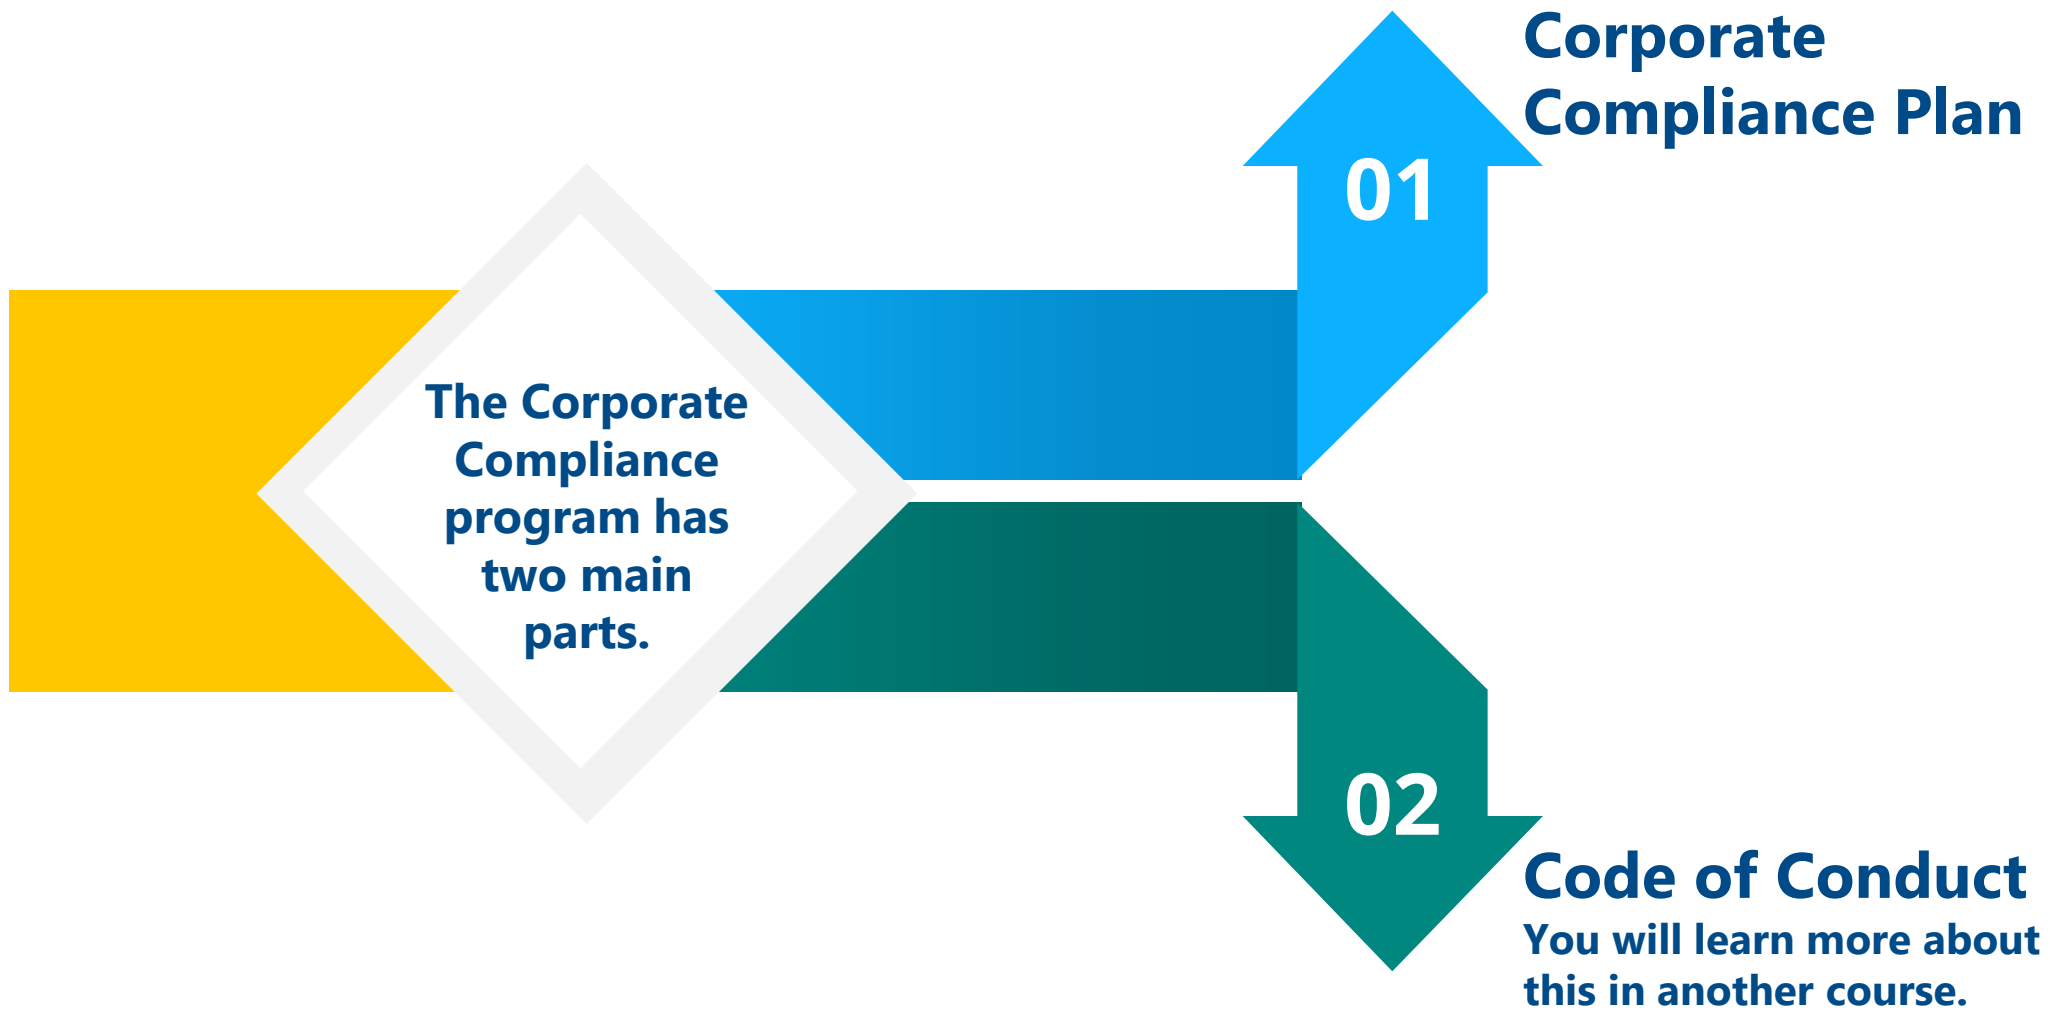 The Corporate
Compliance
program has
two main
parts.
01
Corporate
Compliance Plan
02
Code of Conduct
You will learn more about
this in another course.